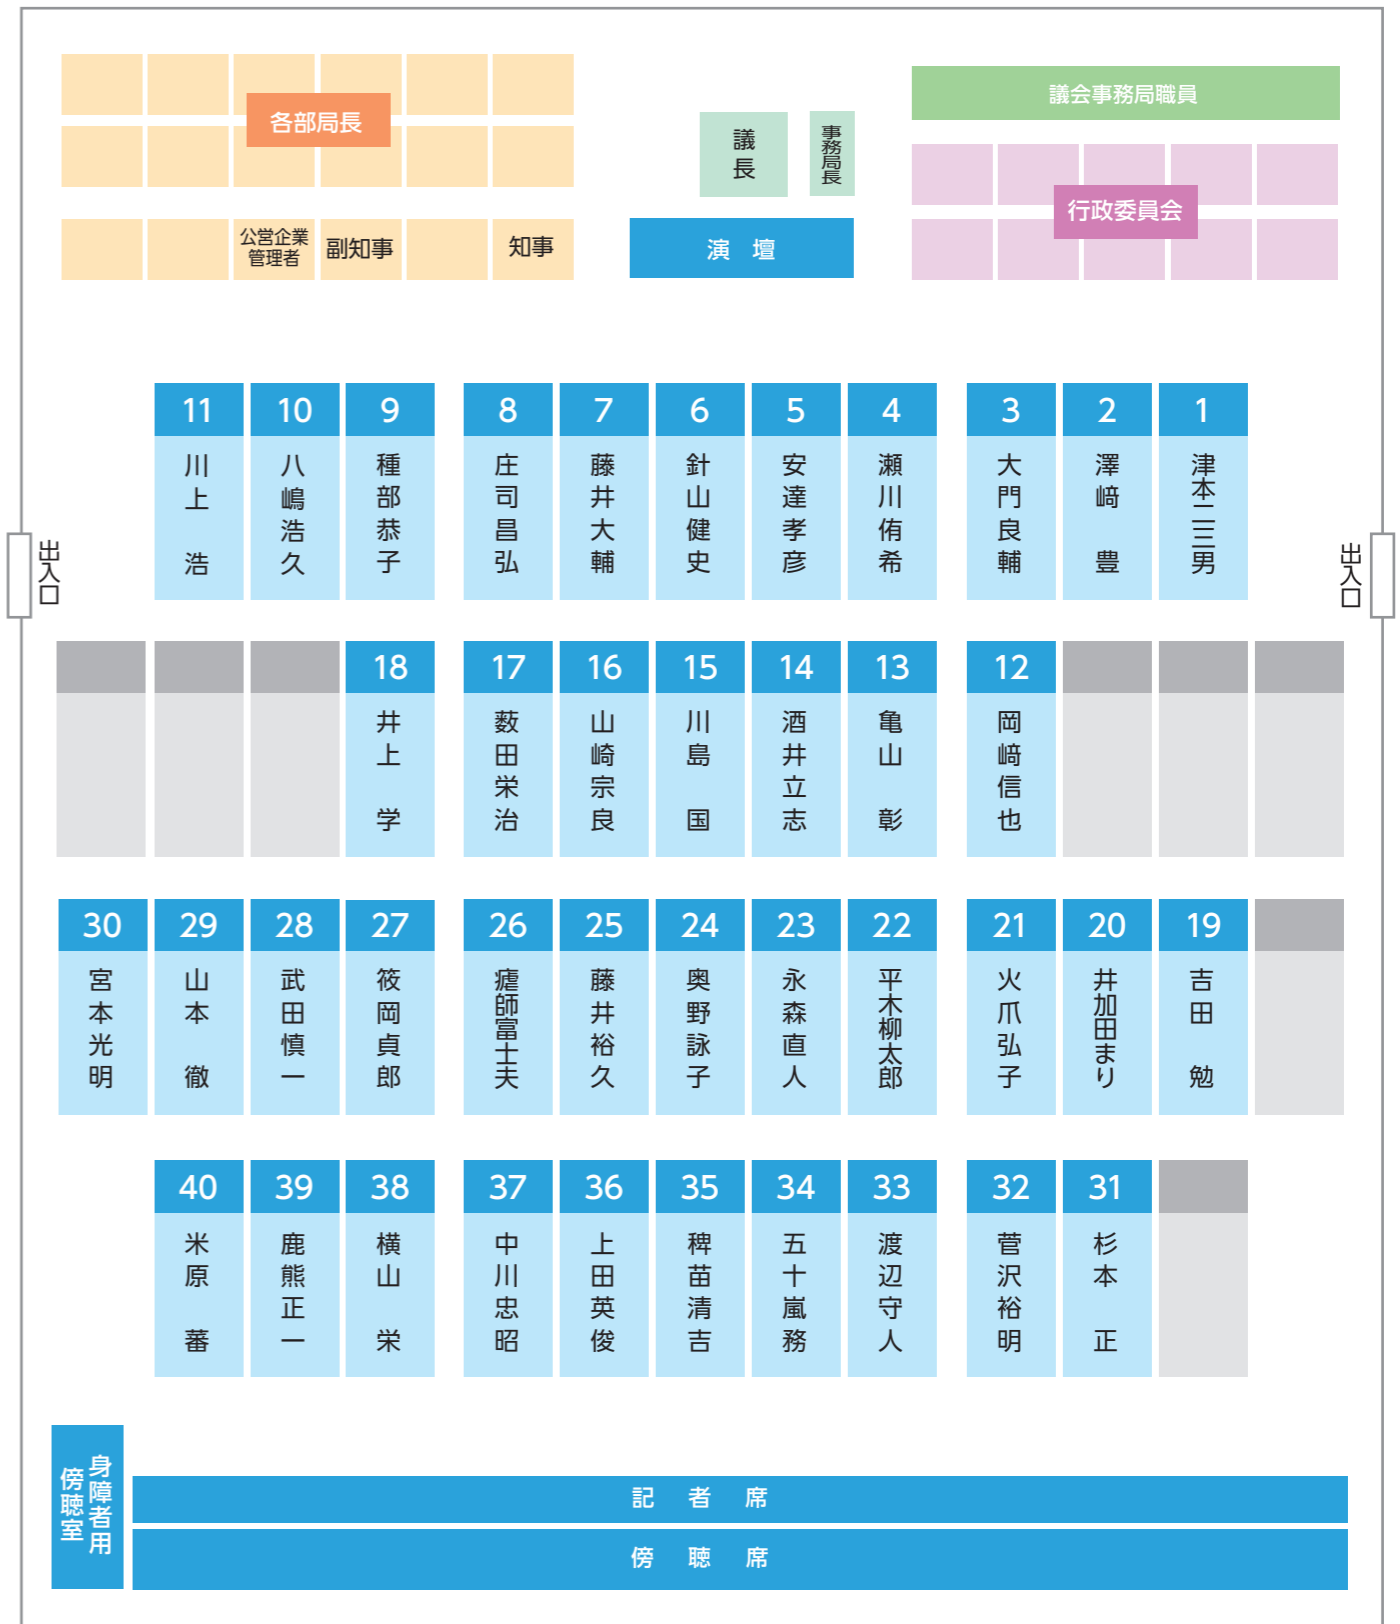 各部局長
公営企業
管理者
副知事
知事
議長
事務局長
演 壇
議会事務局職員
行政委員会
出入口
出入口
11 川上 浩
10 八嶋浩久
9 種部恭子
8 庄司昌弘
7 藤井大輔
6 針山健史
5 安達孝彦
4 瀬川侑希
3 大門良輔
2 澤﨑 豊
1 津本二三男
18 井上 学
17 薮田栄治
16 山崎宗良
15 川島 国
14 酒井立志
13 亀山 彰
12 岡﨑信也
30 宮本光明
29 山本 徹
28 武田慎一
27 筱岡貞郎
26 瘧師富士夫
25 藤井裕久
24 奥野詠子
23 永森直人
22 平木柳太郎
21 火爪弘子
20 井加田まり
19 吉田 勉
40 米原 蕃
39 鹿熊正一
38 横山 栄
37 中川忠昭
36 上田英俊
35 稗苗清吉
34 五十嵐務
33 渡辺守人
32 菅沢裕明
31 杉本 正
身障者用
傍聴室
記 者 席
傍 聴 席